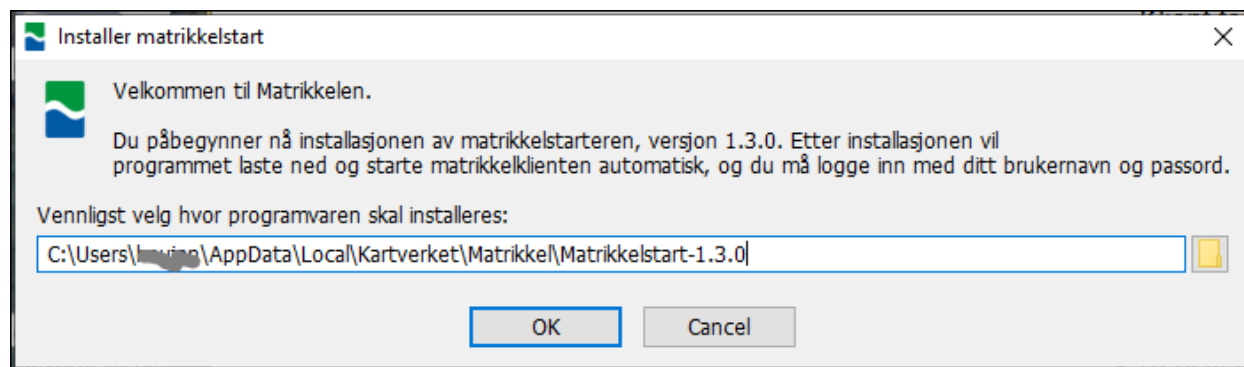 Installer matrikkelstart
Velkommen til Matrikkelen.
Du påbegynner nå installasjonen av matrikkelstarteren, versjon 1.3.0. Etter installasjonen vil
programmet laste ned og starte matrikkelklienten automatisk, og du må logge inn med ditt brukernavn og passord.
Vennligst velg hvor programvaren skal installeres:
C:\Users\ \AppData\Local\Kartverket\Matrikkel\Matrikkelstart-1.3.0
OK Cancel